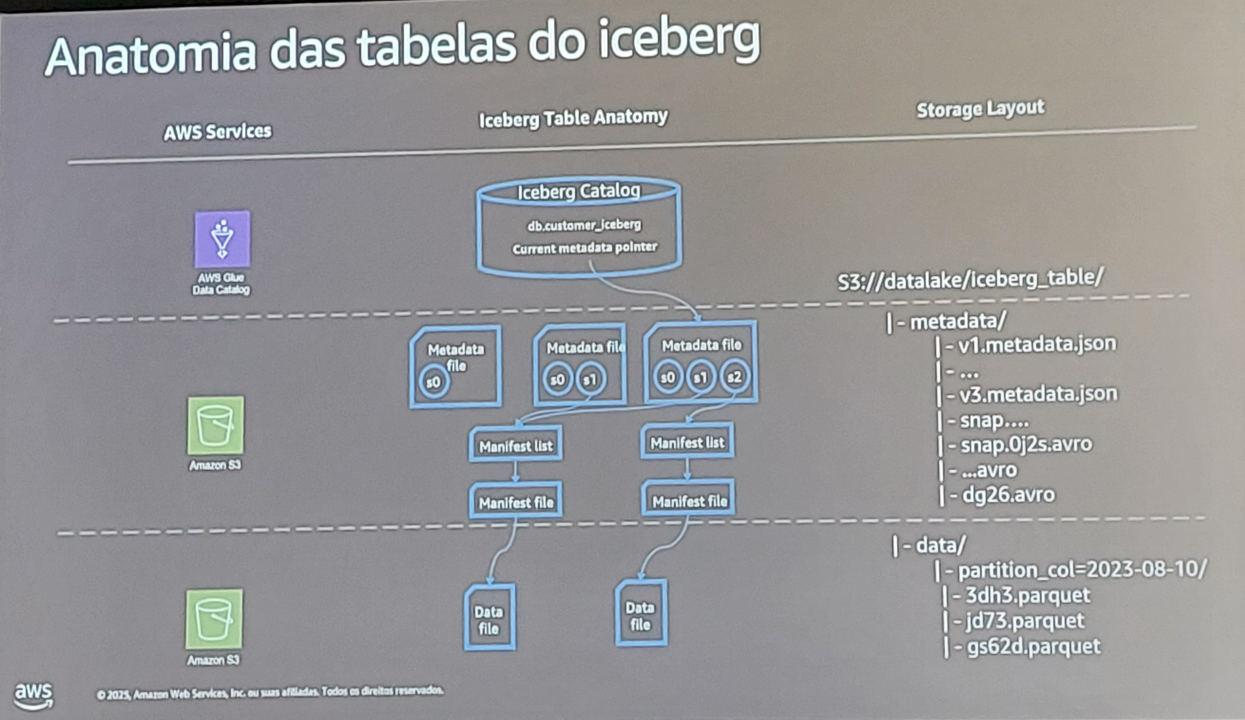 Anatomia das tabelas do iceberg
AWS Services
Iceberg Table Anatomy
Storage Layout
Iceberg Catalog
db.customer_iceberg
Current metadata pointer
AWS Glue
Data Catalog
S3://datalake/iceberg_table/
Metadata
file
s0
Metadata file
s0 s1
Metadata file
s0 s1 s2
Manifest list
Manifest list
Manifest file
Manifest file
Amazon S3
|- metadata/
|- v1.metadata.json
|- ...
|- v3.metadata.json
|- snap....
|- snap.0j2s.avro
|- ...avro
|- dg26.avro
Data
file
Data
file
Amazon S3
|- data/
|- partition_col=2023-08-10/
|- 3dh3.parquet
|- jd73.parquet
|- gs62d.parquet
aws
© 2025, Amazon Web Services, Inc. ou suas afiliadas. Todos os direitos reservados.